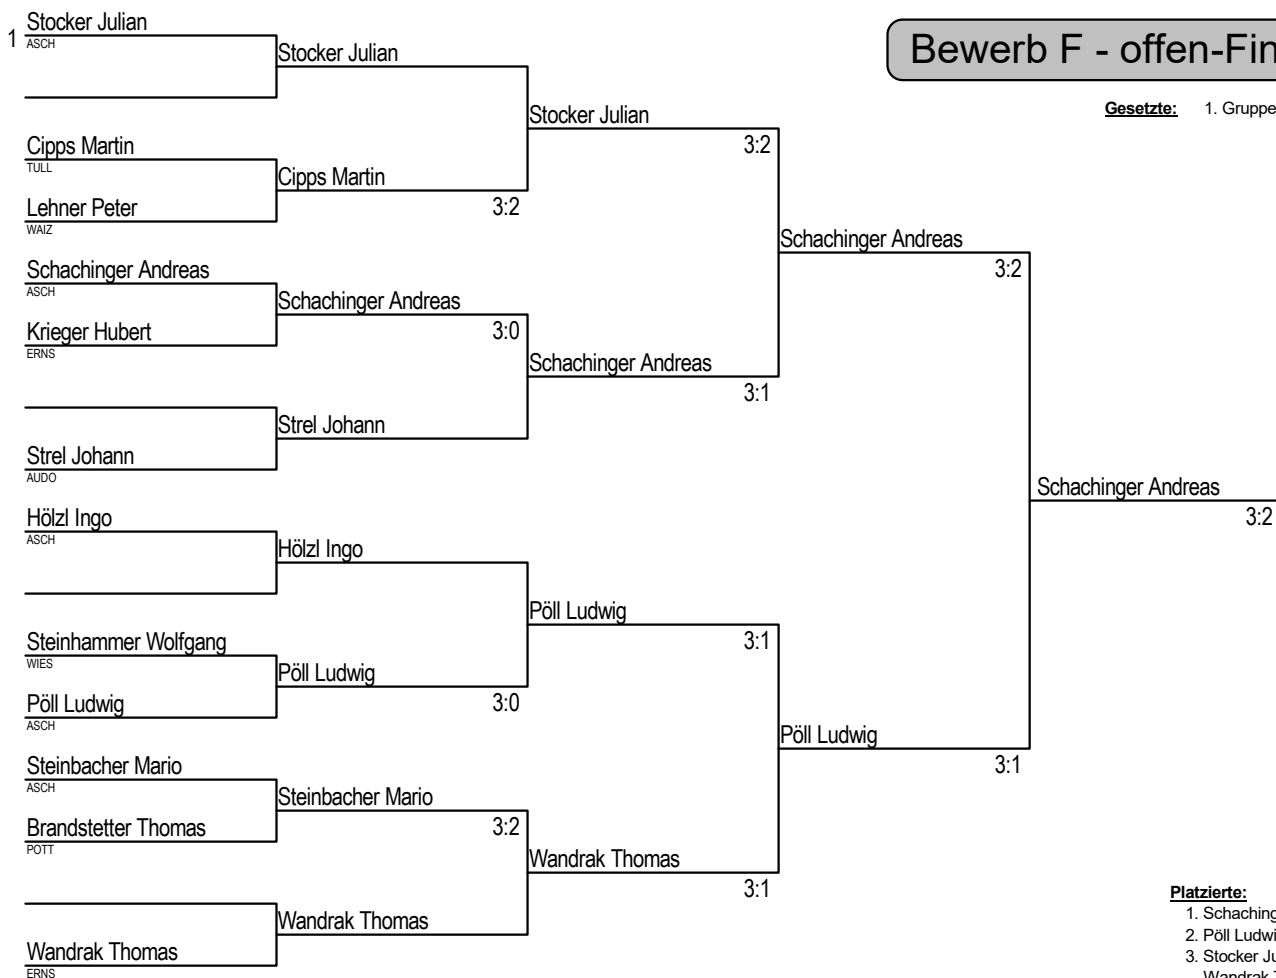 Bewerb F - offen-Fin
Gesetzte: 1. Gruppe
1 Stocker Julian
ASCH
Cipps Martin
TULL
Lehner Peter
WAIZ
Schachinger Andreas
ASCH
Krieger Hubert
ERNS
Strel Johann
AUDO
Hölzl Ingo
ASCH
Steinhammer Wolfgang
WIES
Pöll Ludwig
ASCH
Steinbacher Mario
ASCH
Brandstetter Thomas
POTT
Wandrak Thomas
ERNS
Stocker Julian
Cipps Martin
3:2
Schachinger Andreas
3:0
Strel Johann
Hölzl Ingo
Pöll Ludwig
3:0
Steinbacher Mario
3:2
Wandrak Thomas
Stocker Julian
3:2
Schachinger Andreas
3:1
Pöll Ludwig
3:1
Wandrak Thomas
3:1
Schachinger Andreas
3:2
Pöll Ludwig
3:1
Schachinger Andreas
3:2
Platzierte:
1. Schaching
2. Pöll Ludwi
3. Stocker Ju
Wandrak T